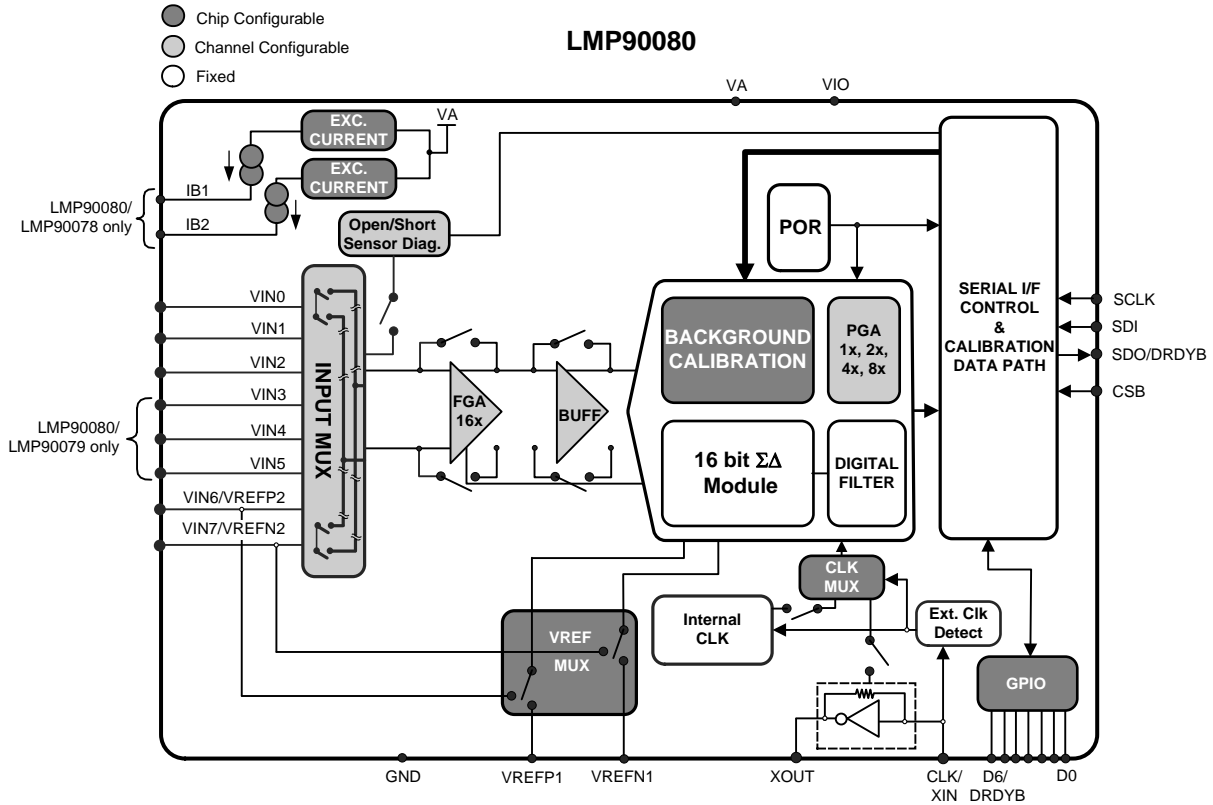 Chip Configurable
Channel Configurable
Fixed
LMP90080
VA
VIO
EXC.
CURRENT
VA
EXC.
CURRENT
IB1
IB2
LMP90080/
LMP90078 only
Open/Short
Sensor Diag.
POR
SERIAL I/F
CONTROL
&
CALIBRATION
DATA PATH
SCLK
SDI
SDO/DRDYB
CSB
VIN0
VIN1
VIN2
VIN3
VIN4
VIN5
VIN6/VREFP2
VIN7/VREFN2
LMP90080/
LMP90079 only
INPUT MUX
FGA
16x
BUFF
BACKGROUND
CALIBRATION
PGA
1x, 2x,
4x, 8x
16 bit ΣΔ
Module
DIGITAL
FILTER
CLK
MUX
Internal
CLK
Ext. Clk
Detect
VREF
MUX
GPIO
GND
VREFP1
VREFN1
XOUT
CLK/
XIN
D6/
DRDYB
D0